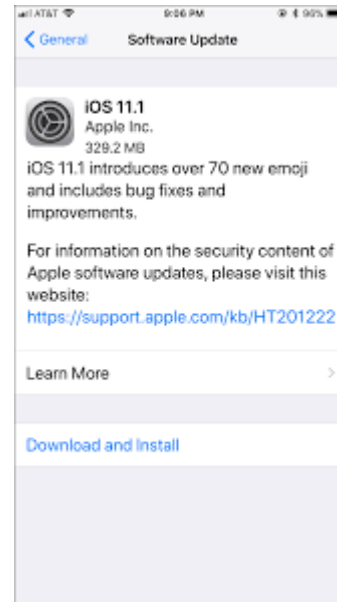 AT&T 9:06 PM 96%
General Software Update
iOS 11.1
Apple Inc.
329.2 MB
iOS 11.1 introduces over 70 new emoji
and includes bug fixes and
improvements.
For information on the security content of
Apple software updates, please visit this
website:
https://support.apple.com/kb/HT201222
Learn More
Download and Install